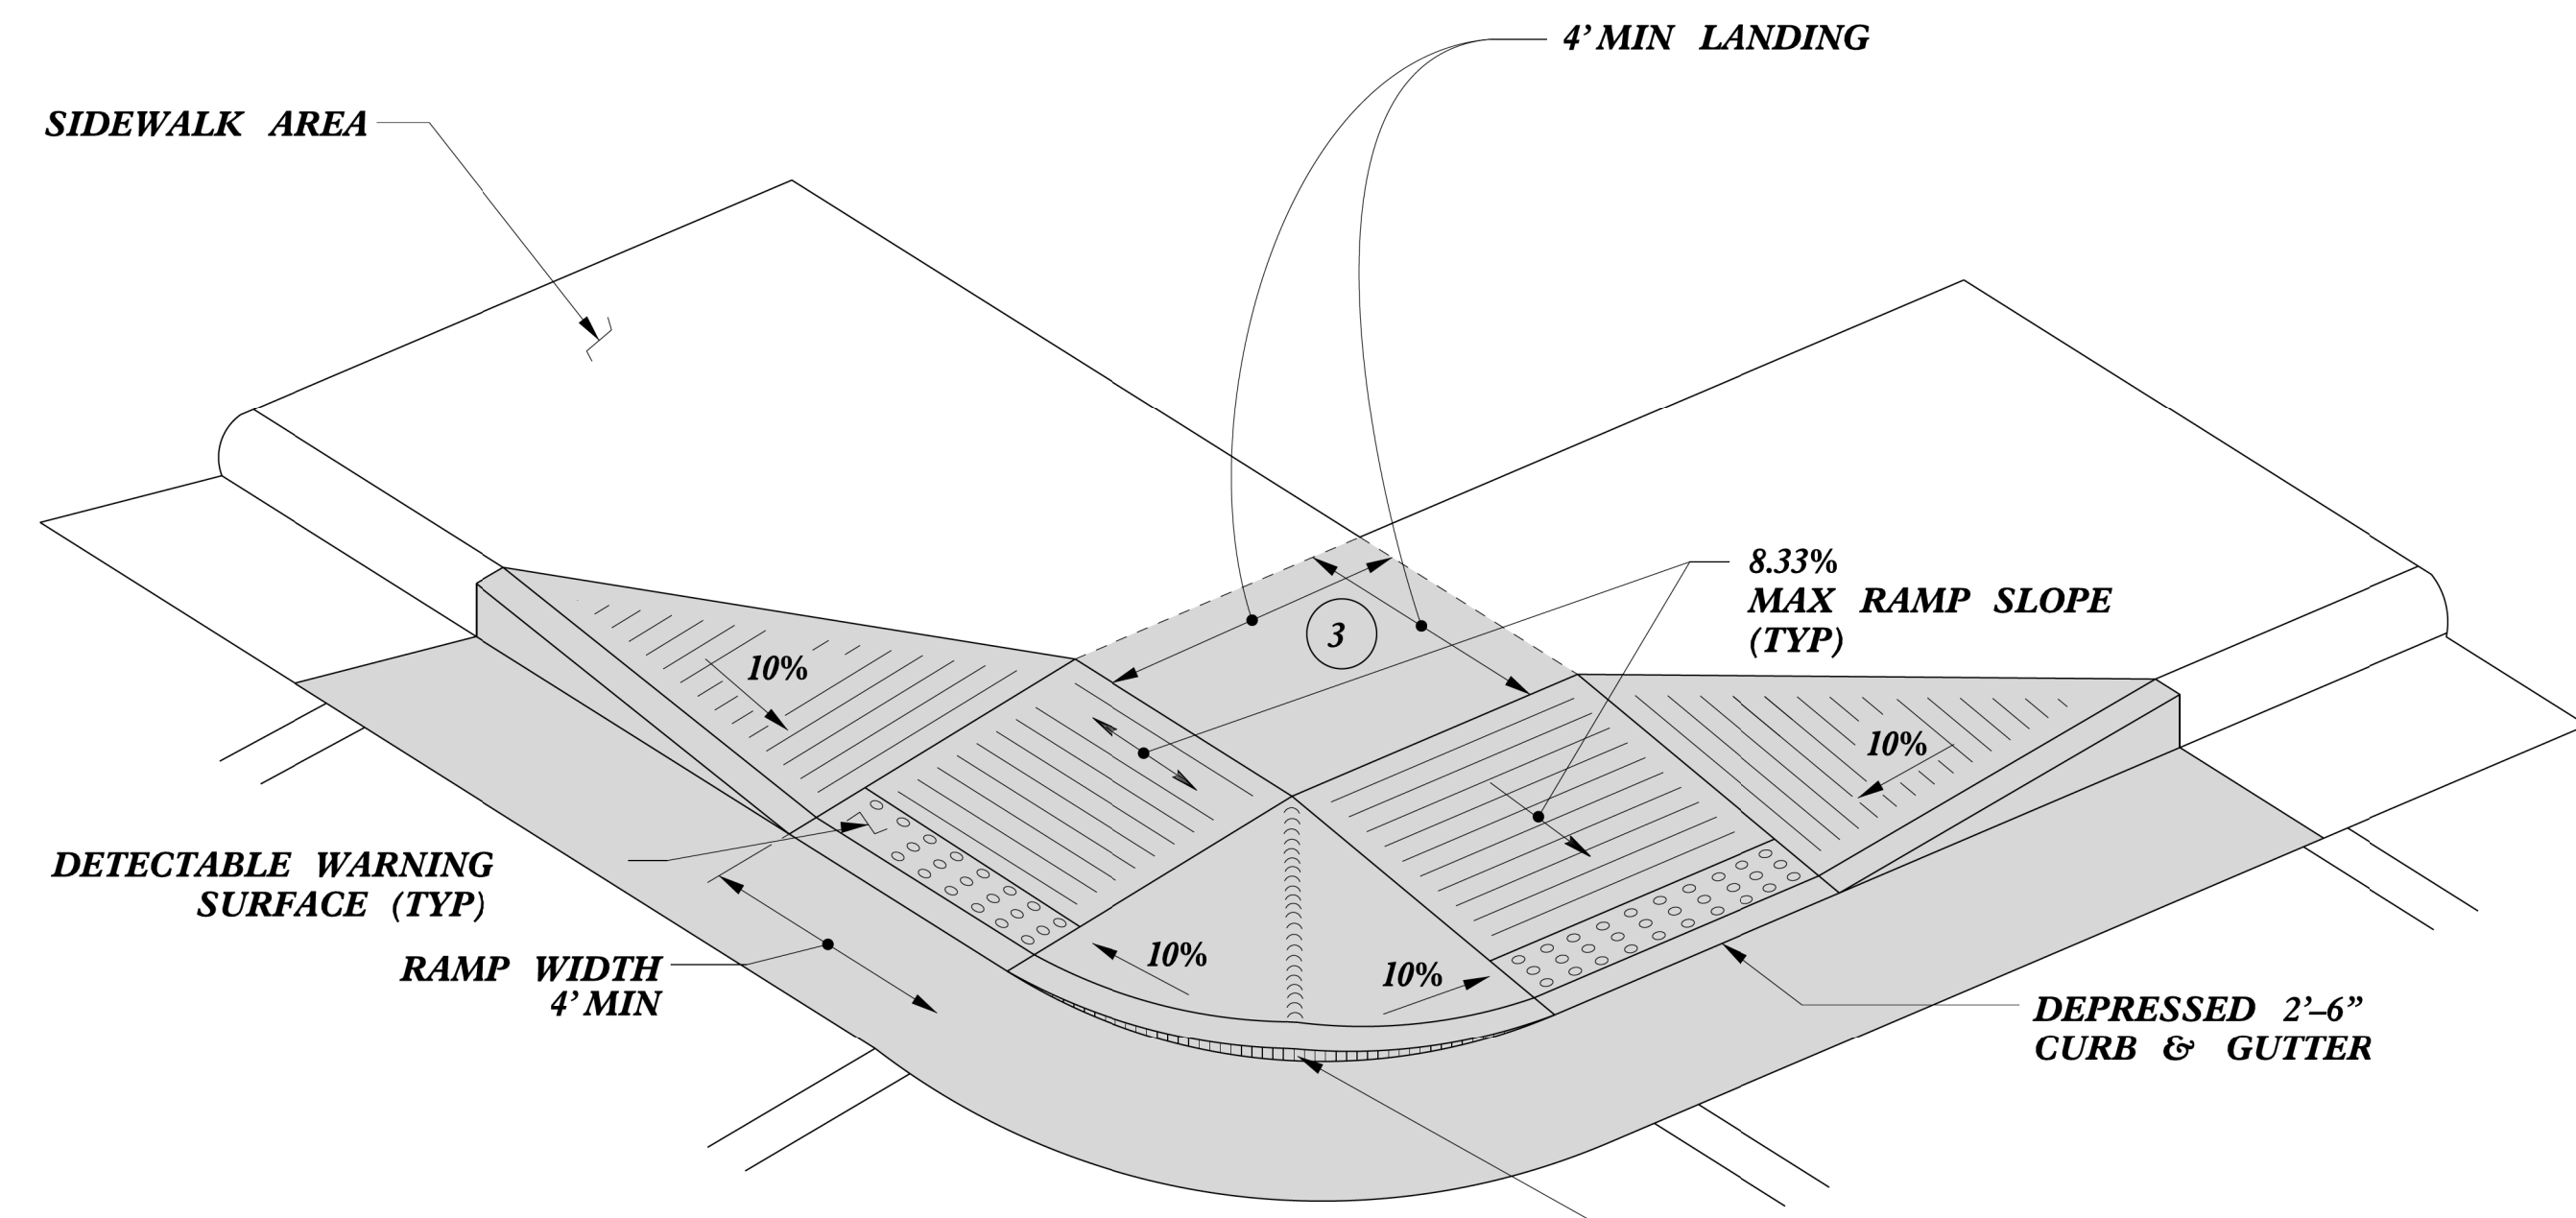 4' MIN LANDING
SIDEWALK AREA
8.33%
MAX RAMP SLOPE
(TYP)
3
10%
10%
DETECTABLE WARNING
SURFACE (TYP)
RAMP WIDTH
4' MIN
10%
10%
DEPRESSED 2'–6”
CURB & GUTTER